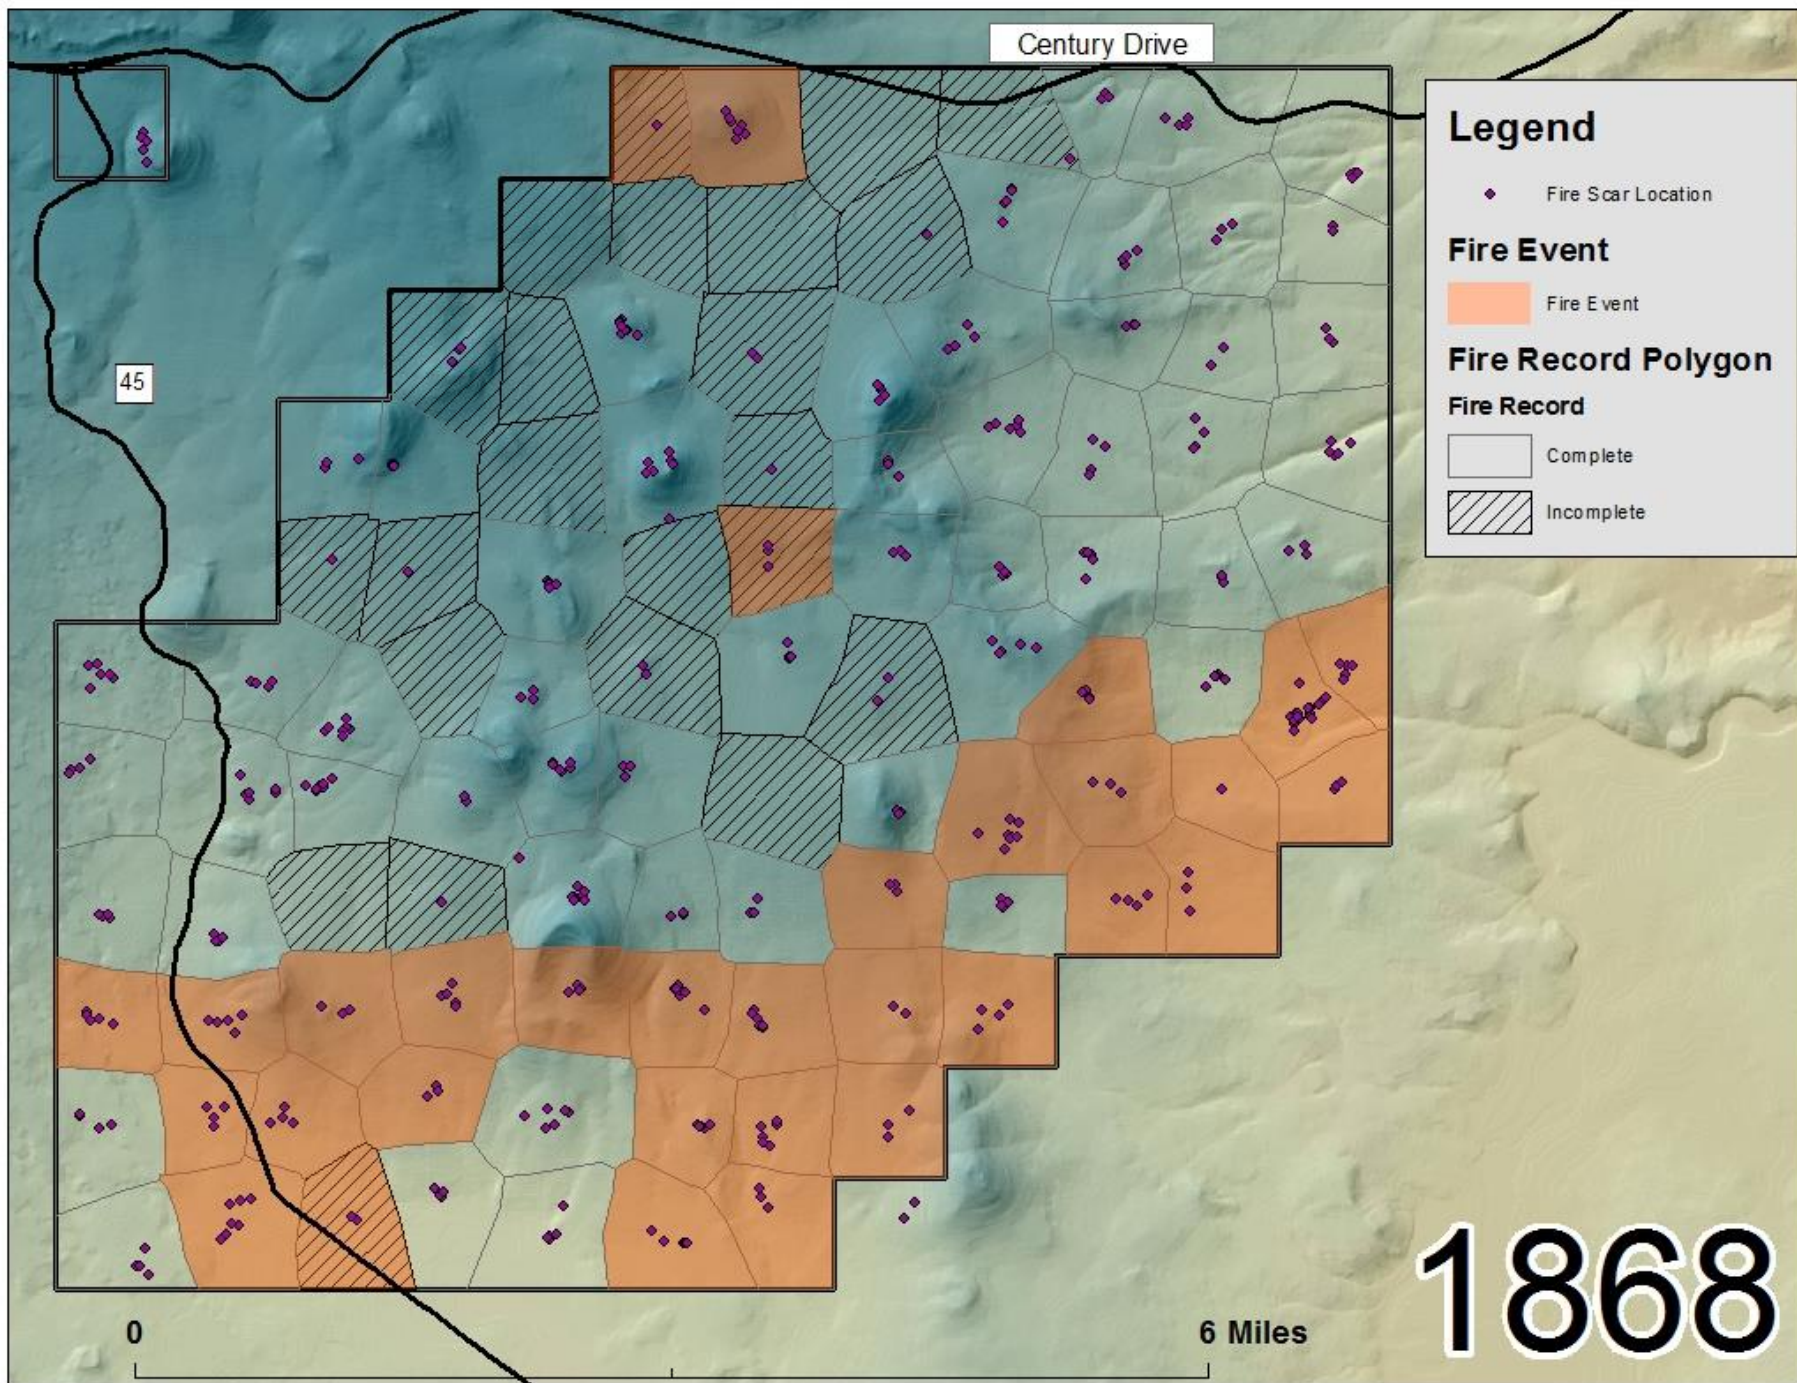 Century Drive
Legend
Fire Scar Location
Fire Event
Fire Event
Fire Record Polygon
Fire Record
Complete
Incomplete
45
0
6 Miles
1868